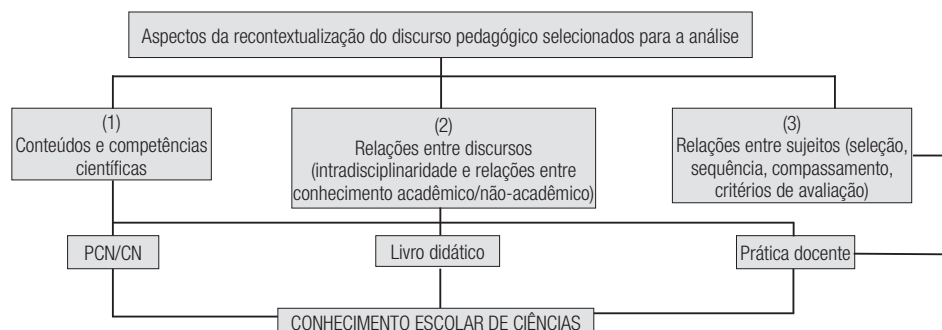 Aspectos da recontextualização do discurso pedagógico selecionados para a análise
(1)
Conteúdos e competências
científicas
(2)
Relações entre discursos
(intradisciplinaridade e relações entre
conhecimento acadêmico/não-acadêmico)
(3)
Relações entre sujeitos (seleção,
sequência, compassamento,
critérios de avaliação)
PCN/CN
Livro didático
Prática docente
CONHECIMENTO ESCOLAR DE CIÊNCIAS